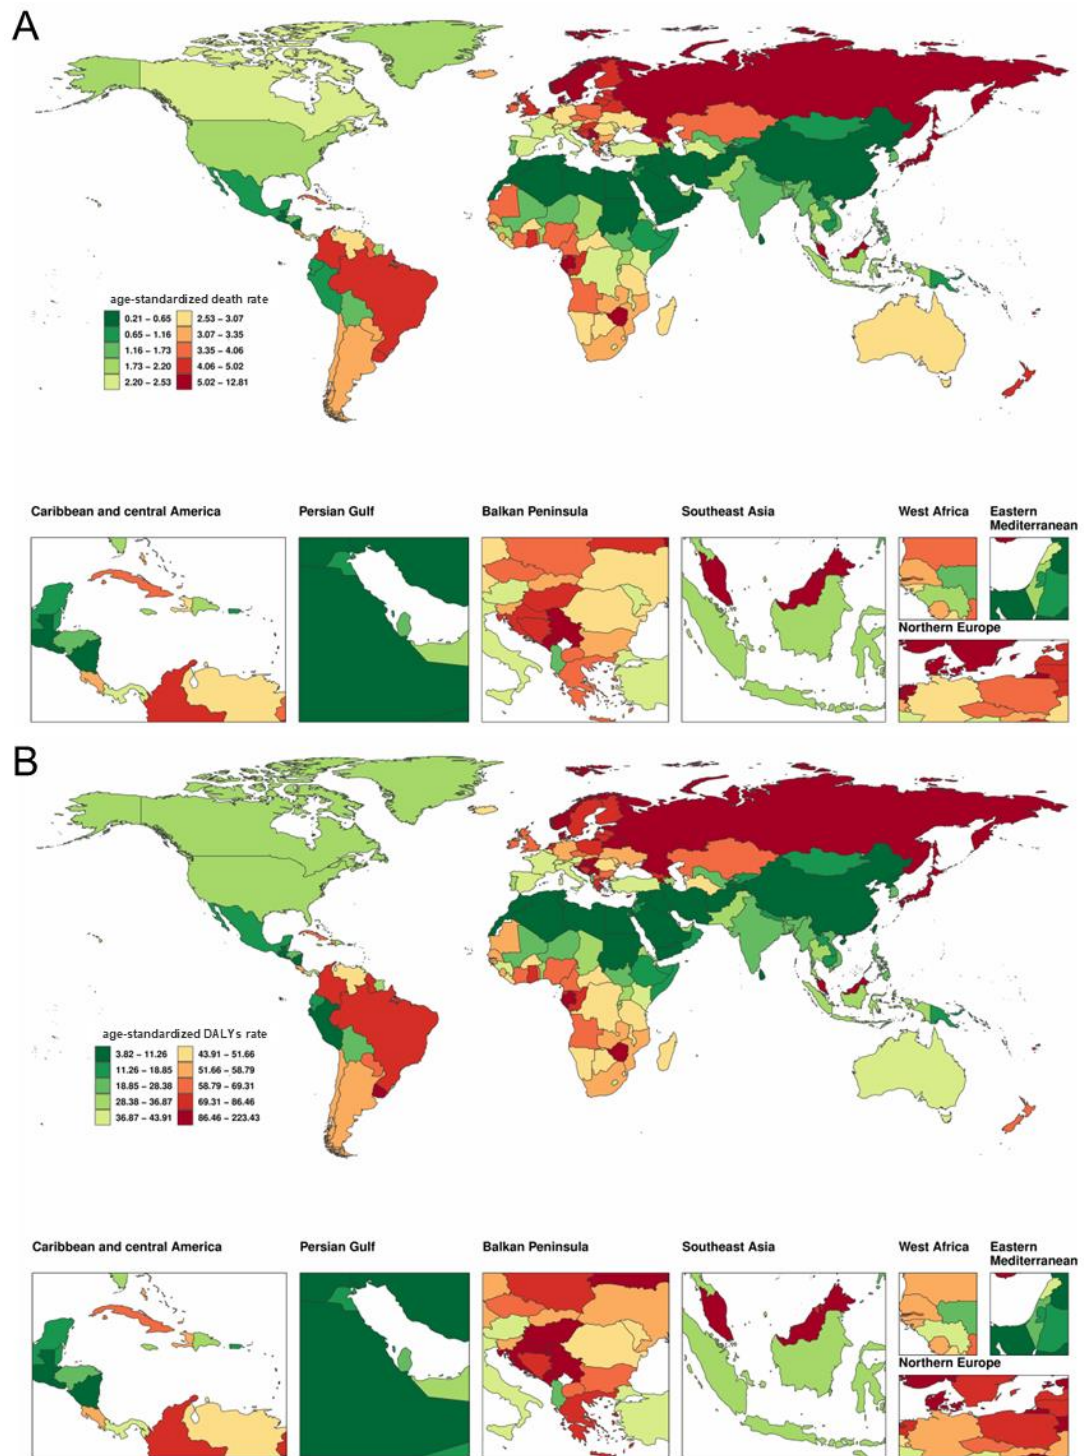 A
age-standardized death rate
0.21 – 0.65 2.53 – 3.07
0.65 – 1.16 3.07 – 3.35
1.16 – 1.73 3.35 – 4.06
1.73 – 2.20 4.06 – 5.02
2.20 – 2.53 5.02 – 12.81
Caribbean and central America
Persian Gulf
Balkan Peninsula
Southeast Asia
West Africa
Eastern
Mediterranean
Northern Europe
B
age-standardized DALYs rate
3.82 – 11.26 43.91 – 51.66
11.26 – 18.85 51.66 – 58.79
18.85 – 28.38 58.79 – 69.31
28.38 – 36.87 69.31 – 86.46
36.87 – 43.91 86.46 – 223.43
Caribbean and central America
Persian Gulf
Balkan Peninsula
Southeast Asia
West Africa
Eastern
Mediterranean
Northern Europe